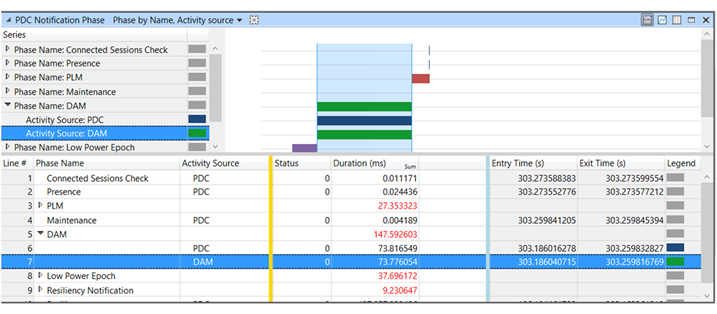 PDC Notification Phase Phase by Name, Activity source
Series
Phase Name: Connected Sessions Check
Phase Name: Presence
Phase Name: PLM
Phase Name: Maintenance
Phase Name: DAM
Activity Source: PDC
Activity Source: DAM
Phase Name: Low Power Epoch
Line # Phase Name Activity Source Status Duration (ms) Sum Entry Time (s) Exit Time (s) Legend
1 Connected Sessions Check PDC 0 0.011171 303.273588383 303.273599554
2 Presence PDC 0 0.024436 303.273552776 303.273577212
3 PLM 27.353323
4 Maintenance PDC 0 0.004189 303.259841205 303.259845394
5 DAM 147.592603
6 PDC 0 73.816549 303.186016278 303.259832827
7 DAM 0 73.776054 303.186040715 303.259816769
8 Low Power Epoch 37.696172
9 Resiliency Notification 9.230647